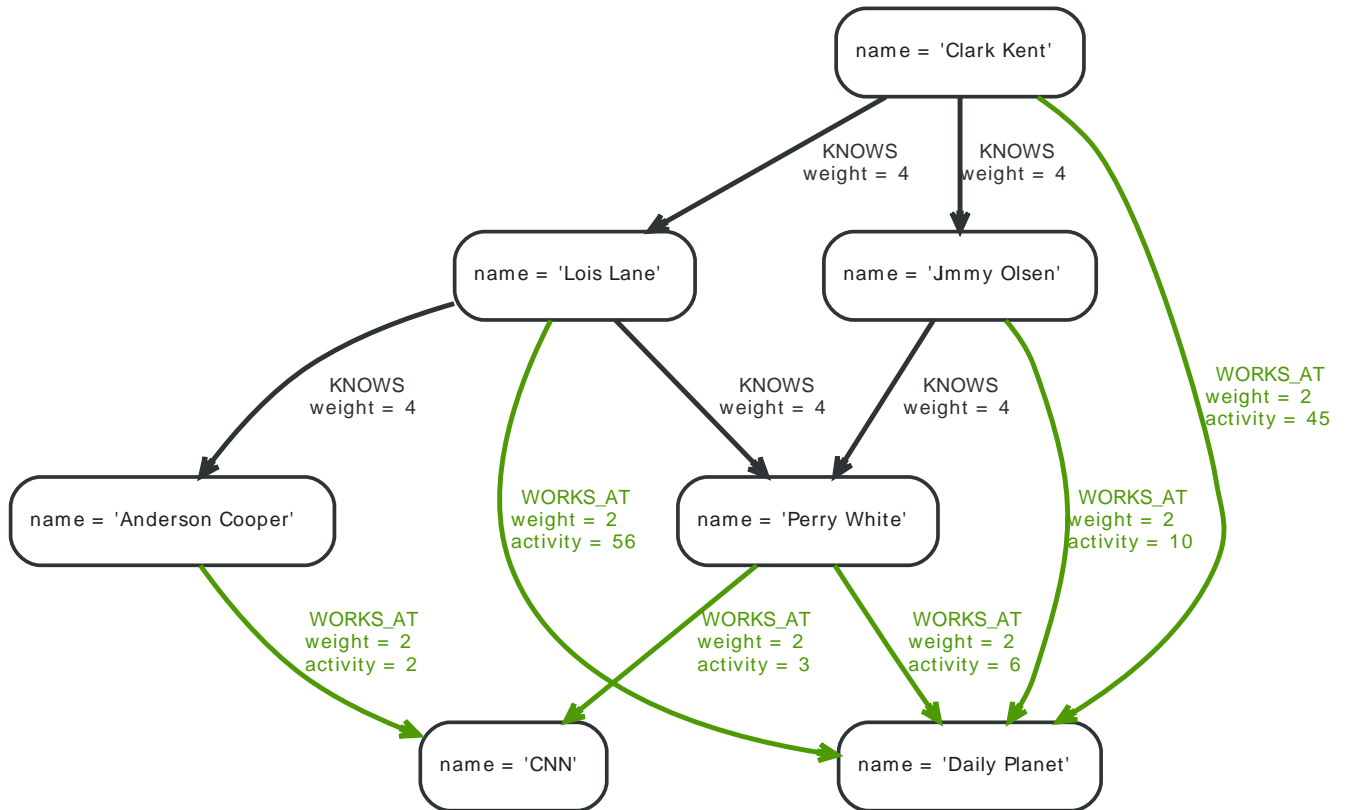 name = 'Clark Kent'
KNOWS
weight = 4
KNOWS
weight = 4
name = 'Lois Lane'
name = 'Jmmy Olsen'
WORKS_AT
weight = 2
activity = 45
KNOWS
weight = 4
KNOWS
weight = 4
KNOWS
weight = 4
name = 'Anderson Cooper'
WORKS_AT
weight = 2
activity = 56
name = 'Perry White'
WORKS_AT
weight = 2
activity = 10
WORKS_AT
weight = 2
activity = 2
WORKS_AT
weight = 2
activity = 3
WORKS_AT
weight = 2
activity = 6
name = 'CNN'
name = 'Daily Planet'